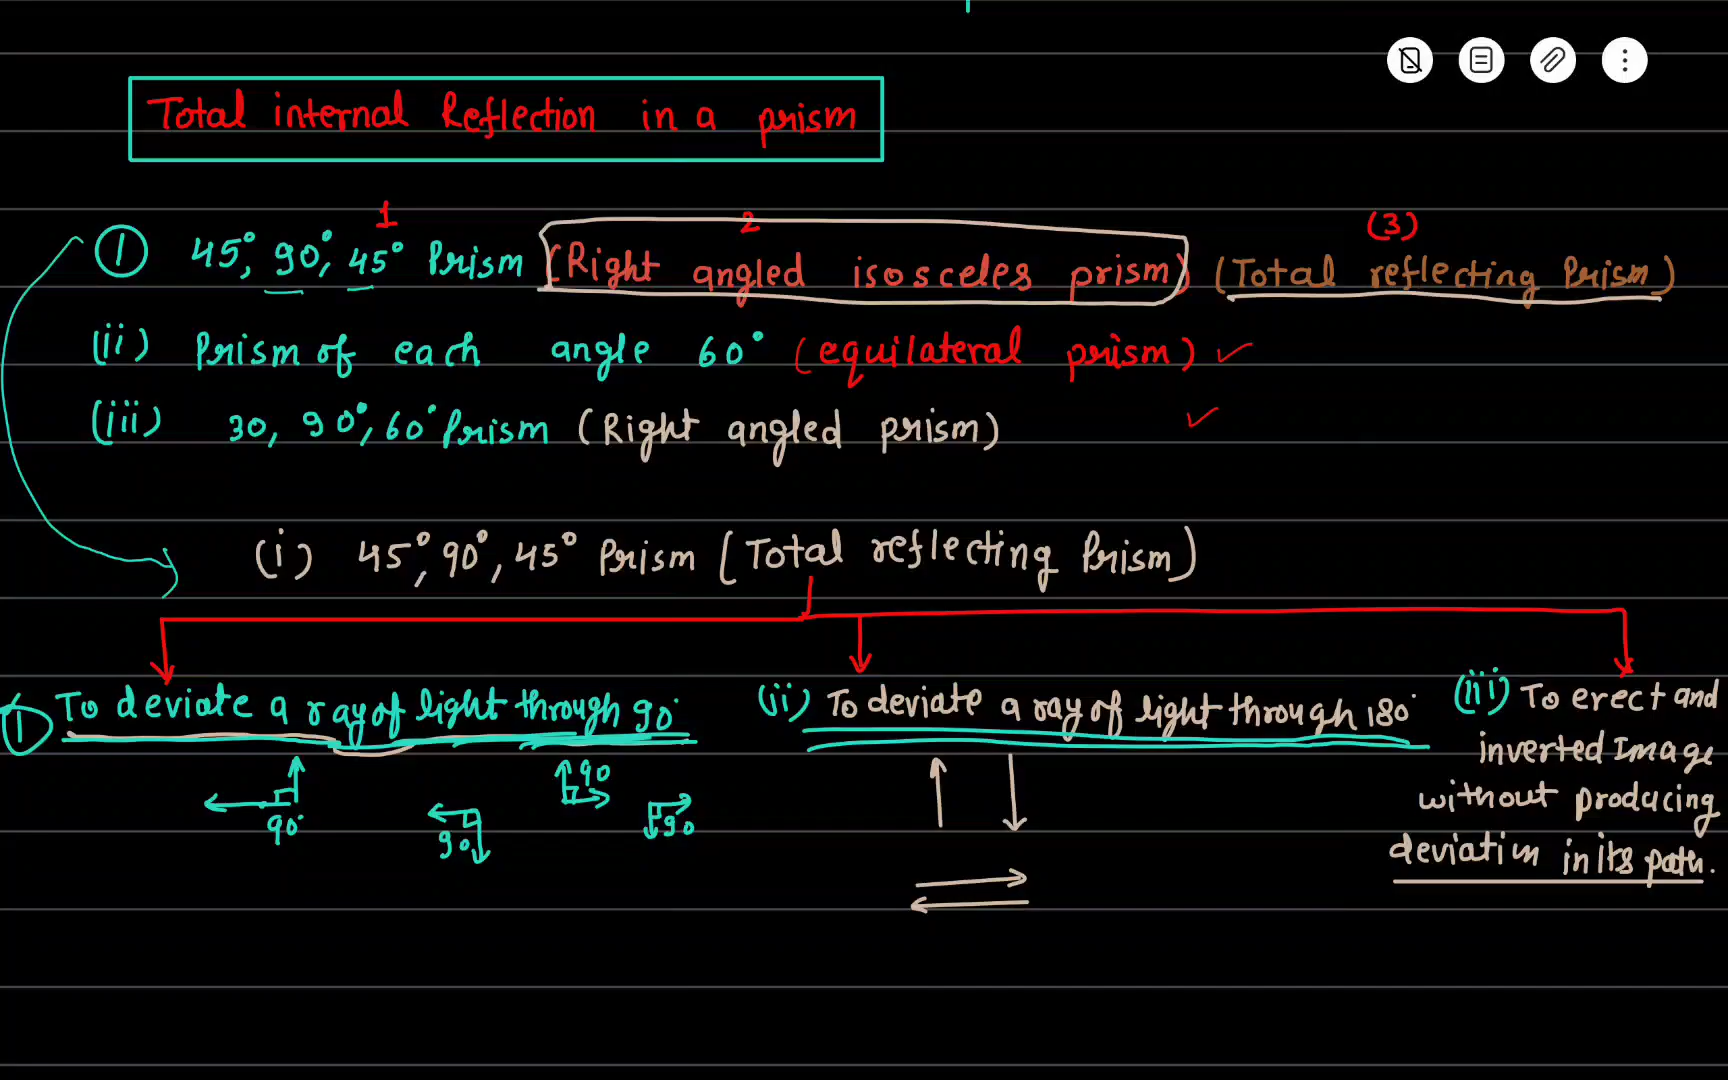 Total internal Reflection in a prism
1 2 (3)
① 45°, 90°, 45° Prism (Right angled isosceles prism) (Total reflecting Prism)
(ii) Prism of each angle 60° (equilateral prism) ✓
(iii) 30, 90°, 60° Prism (Right angled prism) ✓
(i) 45°, 90°, 45° Prism [Total reflecting Prism)
① To deviate a ray of light through 90°
90°
90
90
90
(ii) To deviate a ray of light through 180°
(iii) To erect and
inverted Image
without producing
deviation in its path.